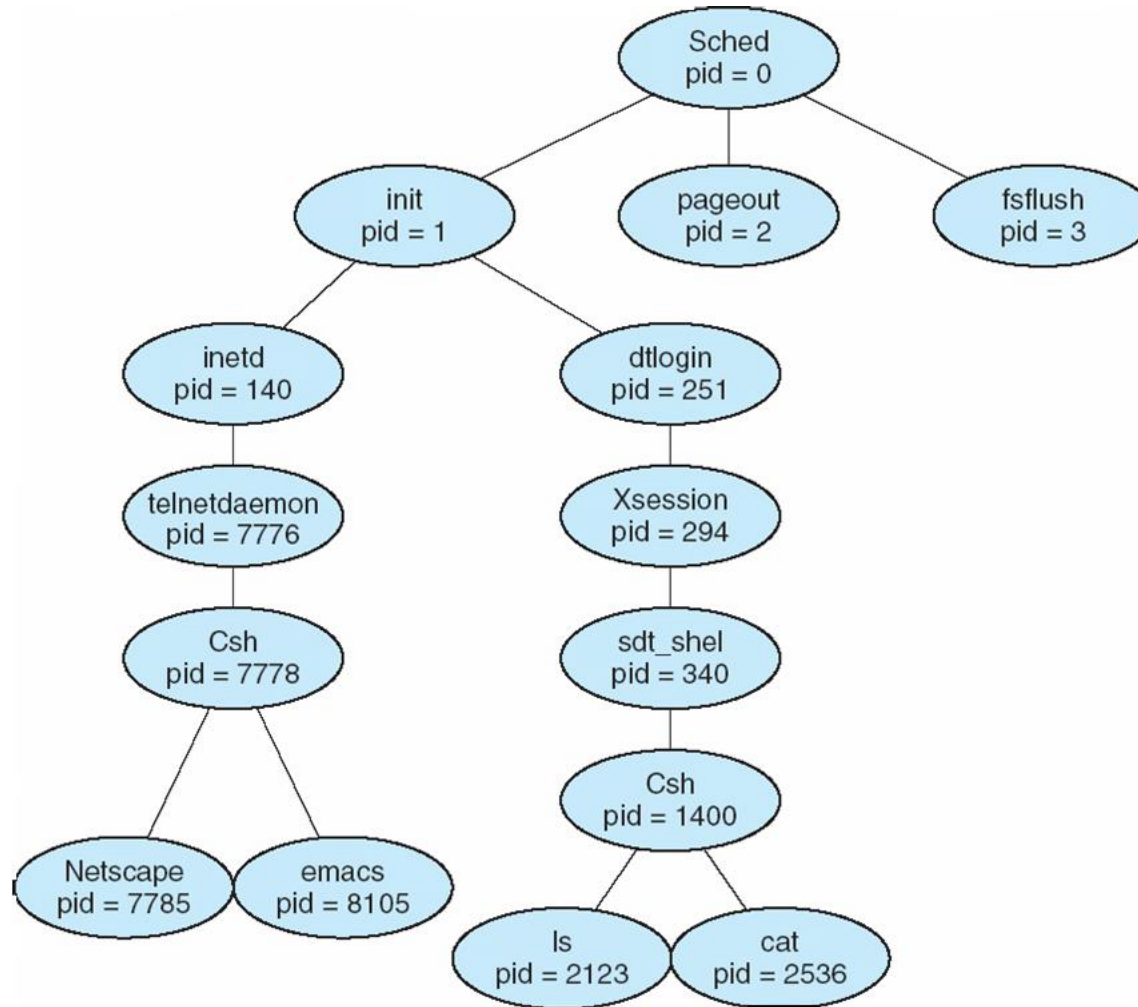 Sched
pid = 0
init
pid = 1
pageout
pid = 2
fsflush
pid = 3
inetd
pid = 140
dtlogin
pid = 251
telnetdaemon
pid = 7776
Xsession
pid = 294
Csh
pid = 7778
sdt_shel
pid = 340
Csh
pid = 1400
Netscape
pid = 7785
emacs
pid = 8105
ls
pid = 2123
cat
pid = 2536